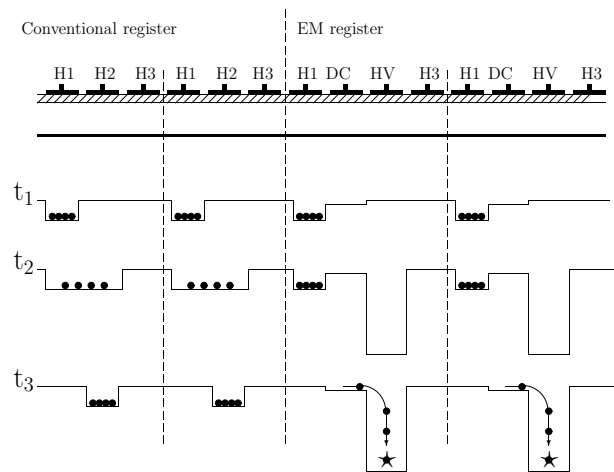 Conventional register EM register
H1 H2 H3 H1 H2 H3 H1 DC HV H3 H1 DC HV H3
t1
t2
t3